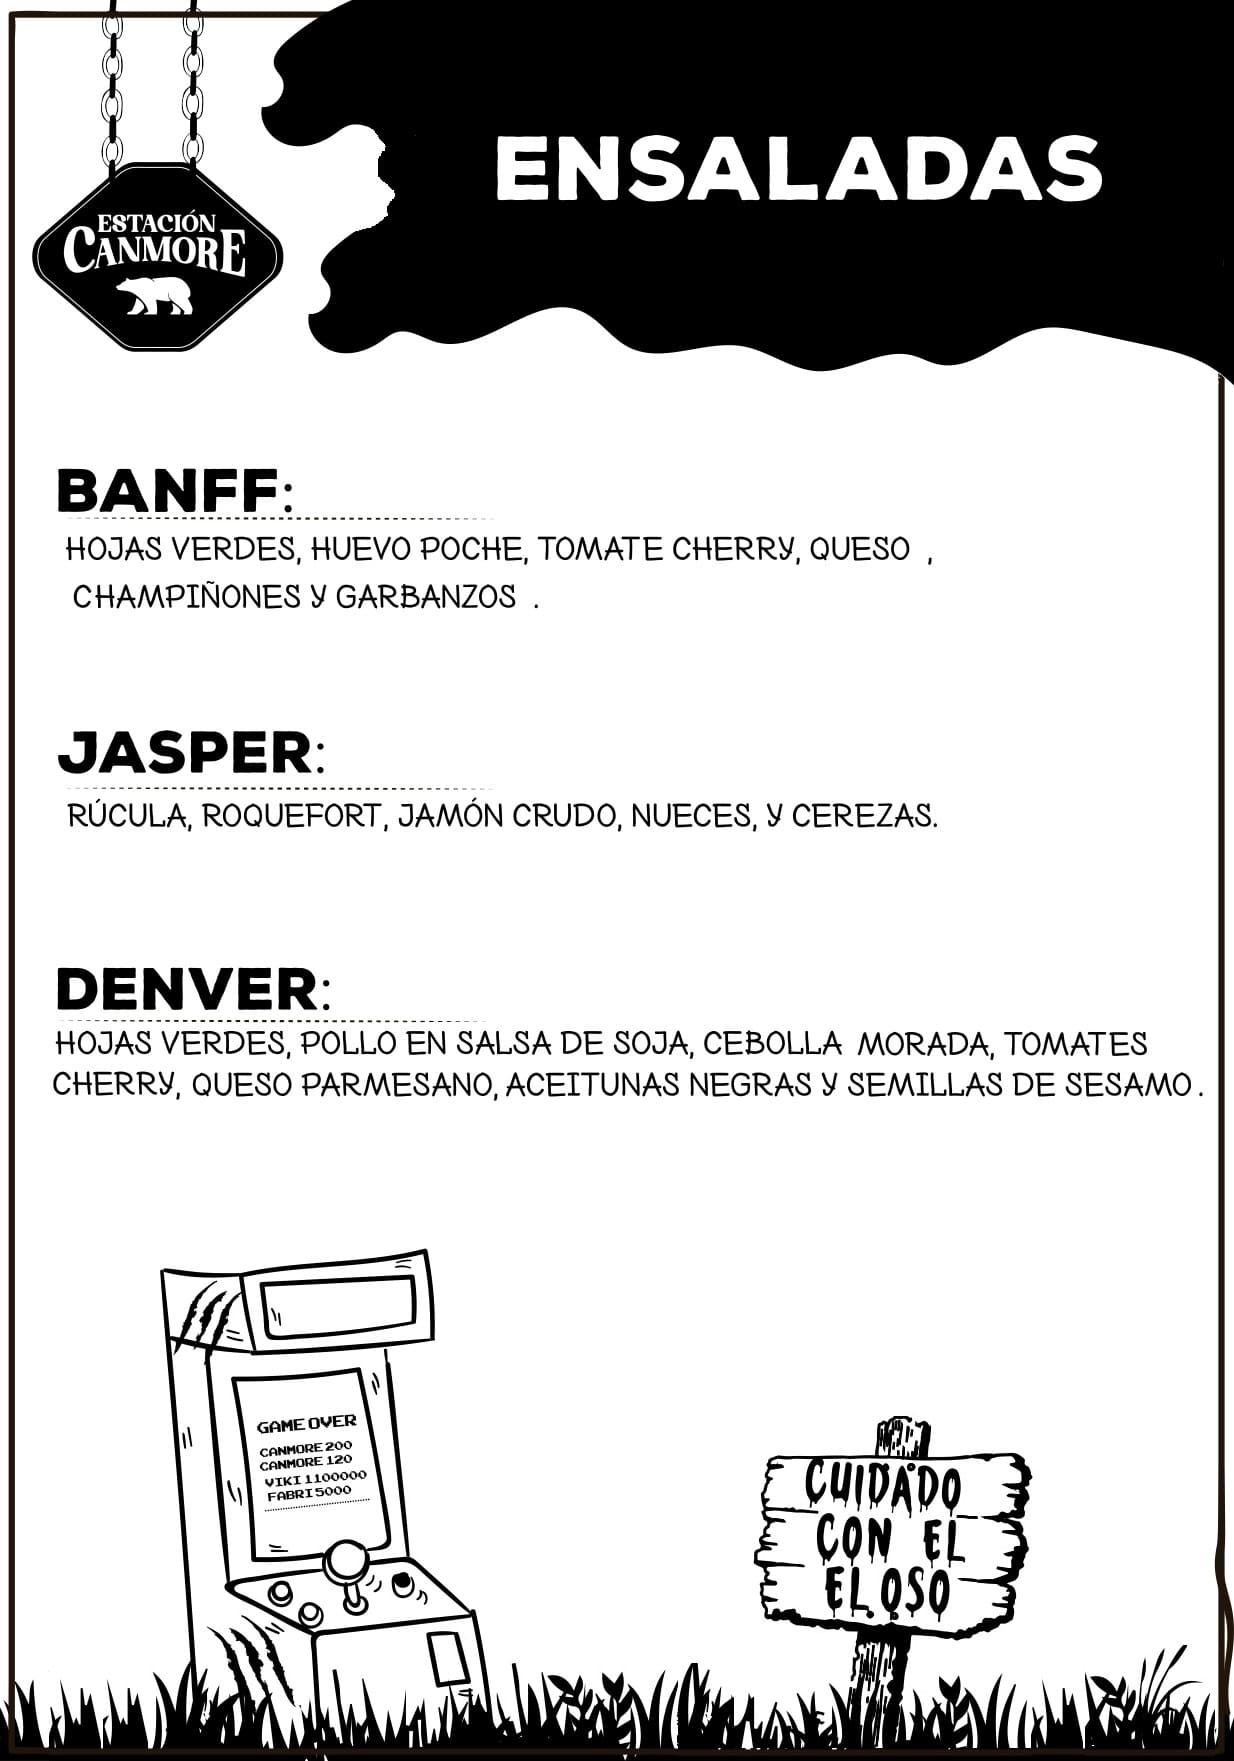 ESTACIÓN
CANMORE
ENSALADAS
BANFF:
HOJAS VERDES, HUEVO POCHE, TOMATE CHERRY, QUESO ,
CHAMPIÑONES Y GARBANZOS .
JASPER:
RÚCULA, ROQUEFORT, JAMÓN CRUDO, NUECES, Y CEREZAS.
DENVER:
HOJAS VERDES, POLLO EN SALSA DE SOJA, CEBOLLA MORADA, TOMATES
CHERRY, QUESO PARMESANO, ACEITUNAS NEGRAS Y SEMILLAS DE SESAMO .
GAME OVER
CANMORE 200
CANMORE 120
VIKI 1100000
FABRI 5000
CUIDADO
CON EL
EL OSO